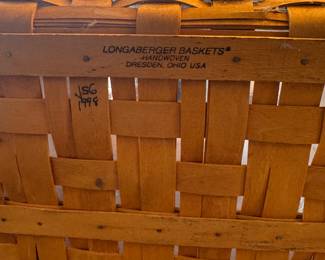 LONGABERGER BASKETS®
HANDWOVEN
DRESDEN, OHIO USA
JSG
1998